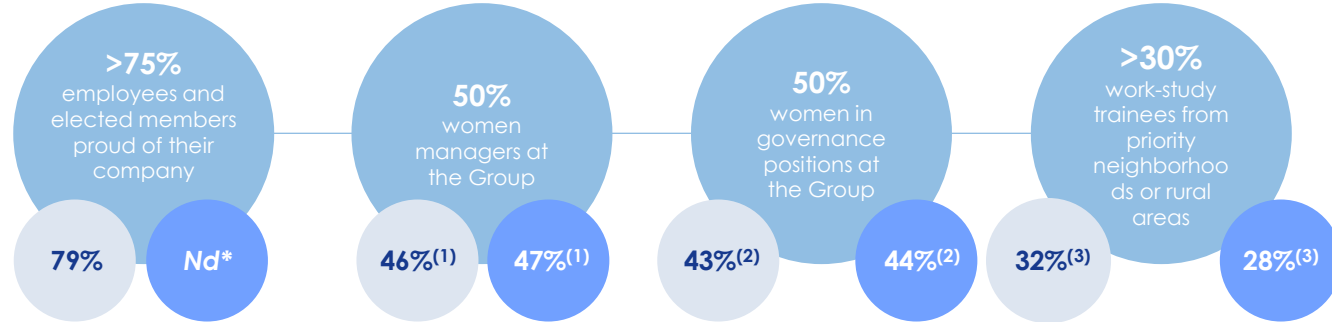 >75%
employees and
elected members
proud of their
company
79%
Nd*
50%
women
managers at
the Group
46%(1)
47%(1)
50%
women in
governance
positions at
the Group
43%(2)
44%(2)
>30%
work-study
trainees from
priority
neighborhoo
ds or rural
areas
32%(3)
28%(3)